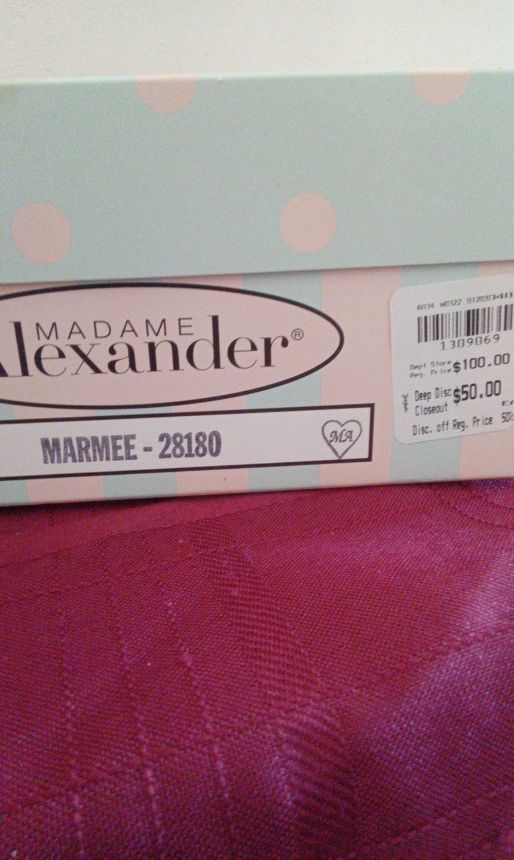 MADAME
Alexander®
MARMEE - 28180
MA
1309069
Dept Store
Reg. Price $100.00
Deep Disc $50.00
Closeout
Disc. off Reg. Price 50%